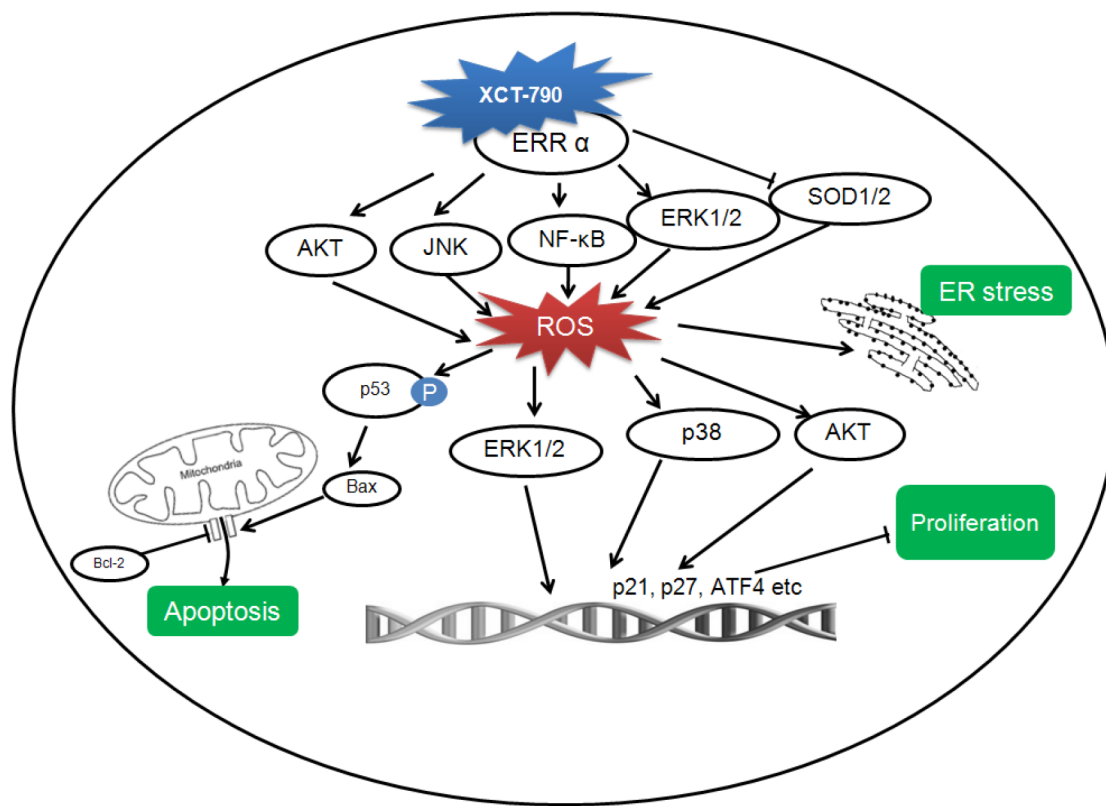 XCT-790
ERR α
SOD1/2
ERK1/2
NF-κB
AKT
JNK
ER stress
ROS
p53
P
ERK1/2
p38
AKT
Mitochondria
Bax
Proliferation
Bcl-2
p21, p27, ATF4 etc
Apoptosis